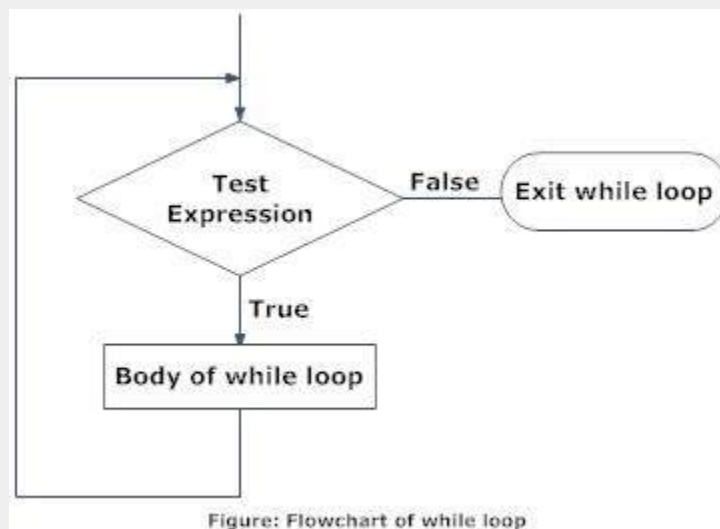 Test
Expression
False
Exit while loop
True
Body of while loop
Figure: Flowchart of while loop